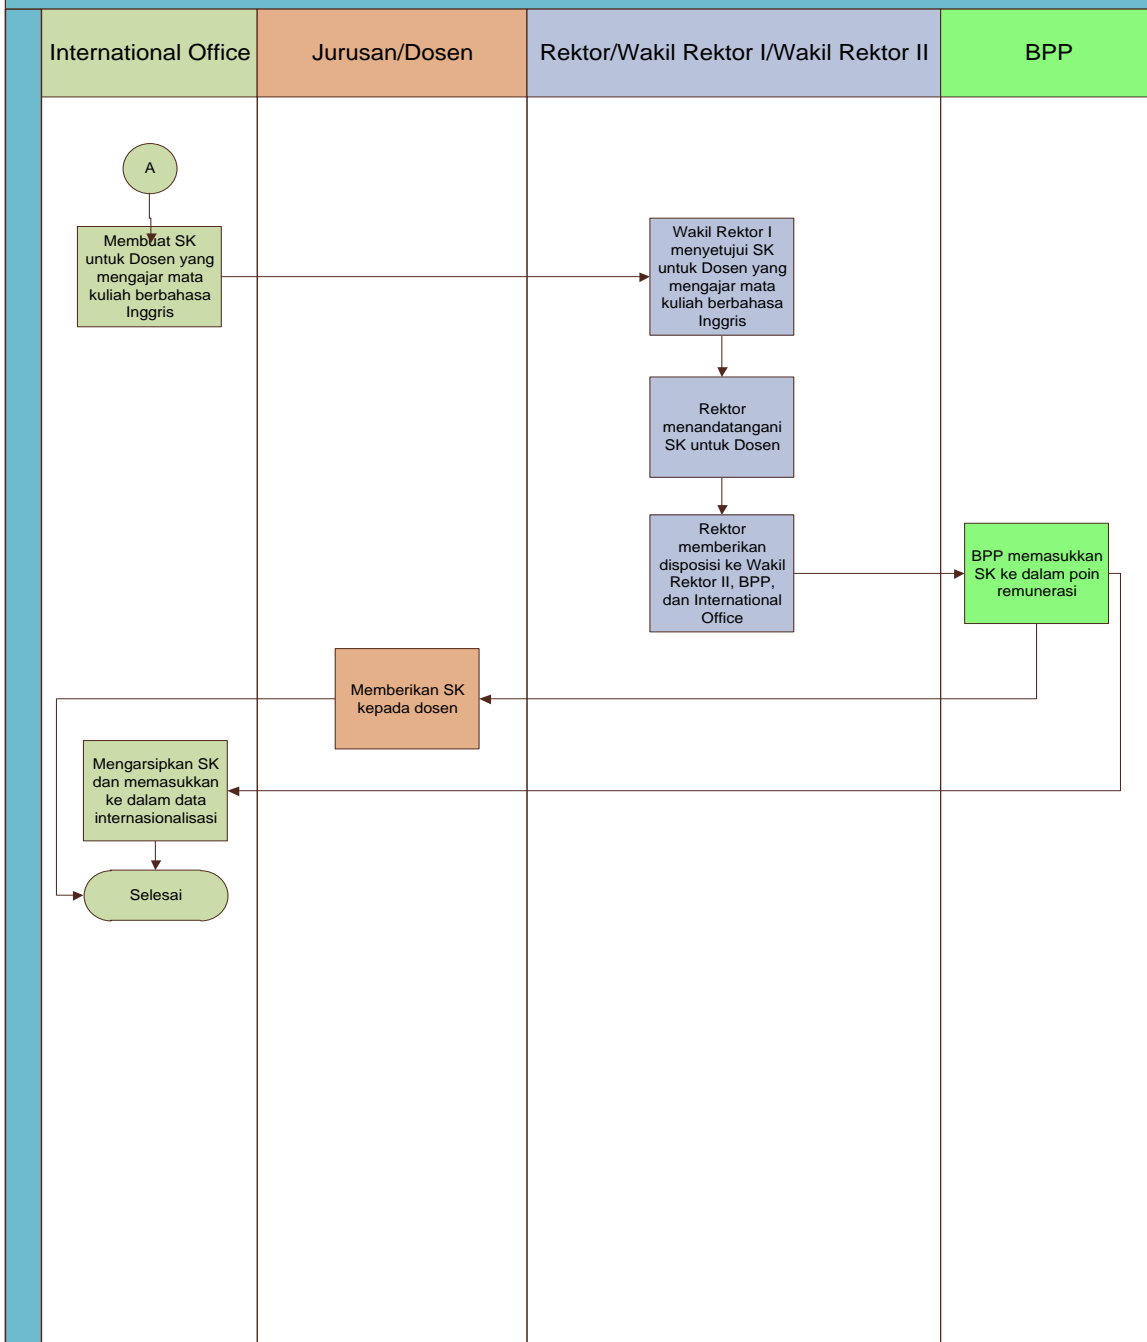 International Office
Jurusan/Dosen
Rektor/Wakil Rektor I/Wakil Rektor II
BPP
A
Membuat SK
untuk Dosen yang
mengajar mata
kuliah berbahasa
Inggris
Wakil Rektor I
menyetujui SK
untuk Dosen yang
mengajar mata
kuliah berbahasa
Inggris
Rektor
menandatangani
SK untuk Dosen
Rektor
memberikan
disposisi ke Wakil
Rektor II, BPP,
dan International
Office
BPP memasukkan
SK ke dalam poin
remunerasi
Memberikan SK
kepada dosen
Mengarsipkan SK
dan memasukkan
ke dalam data
internasionalisasi
Selesai